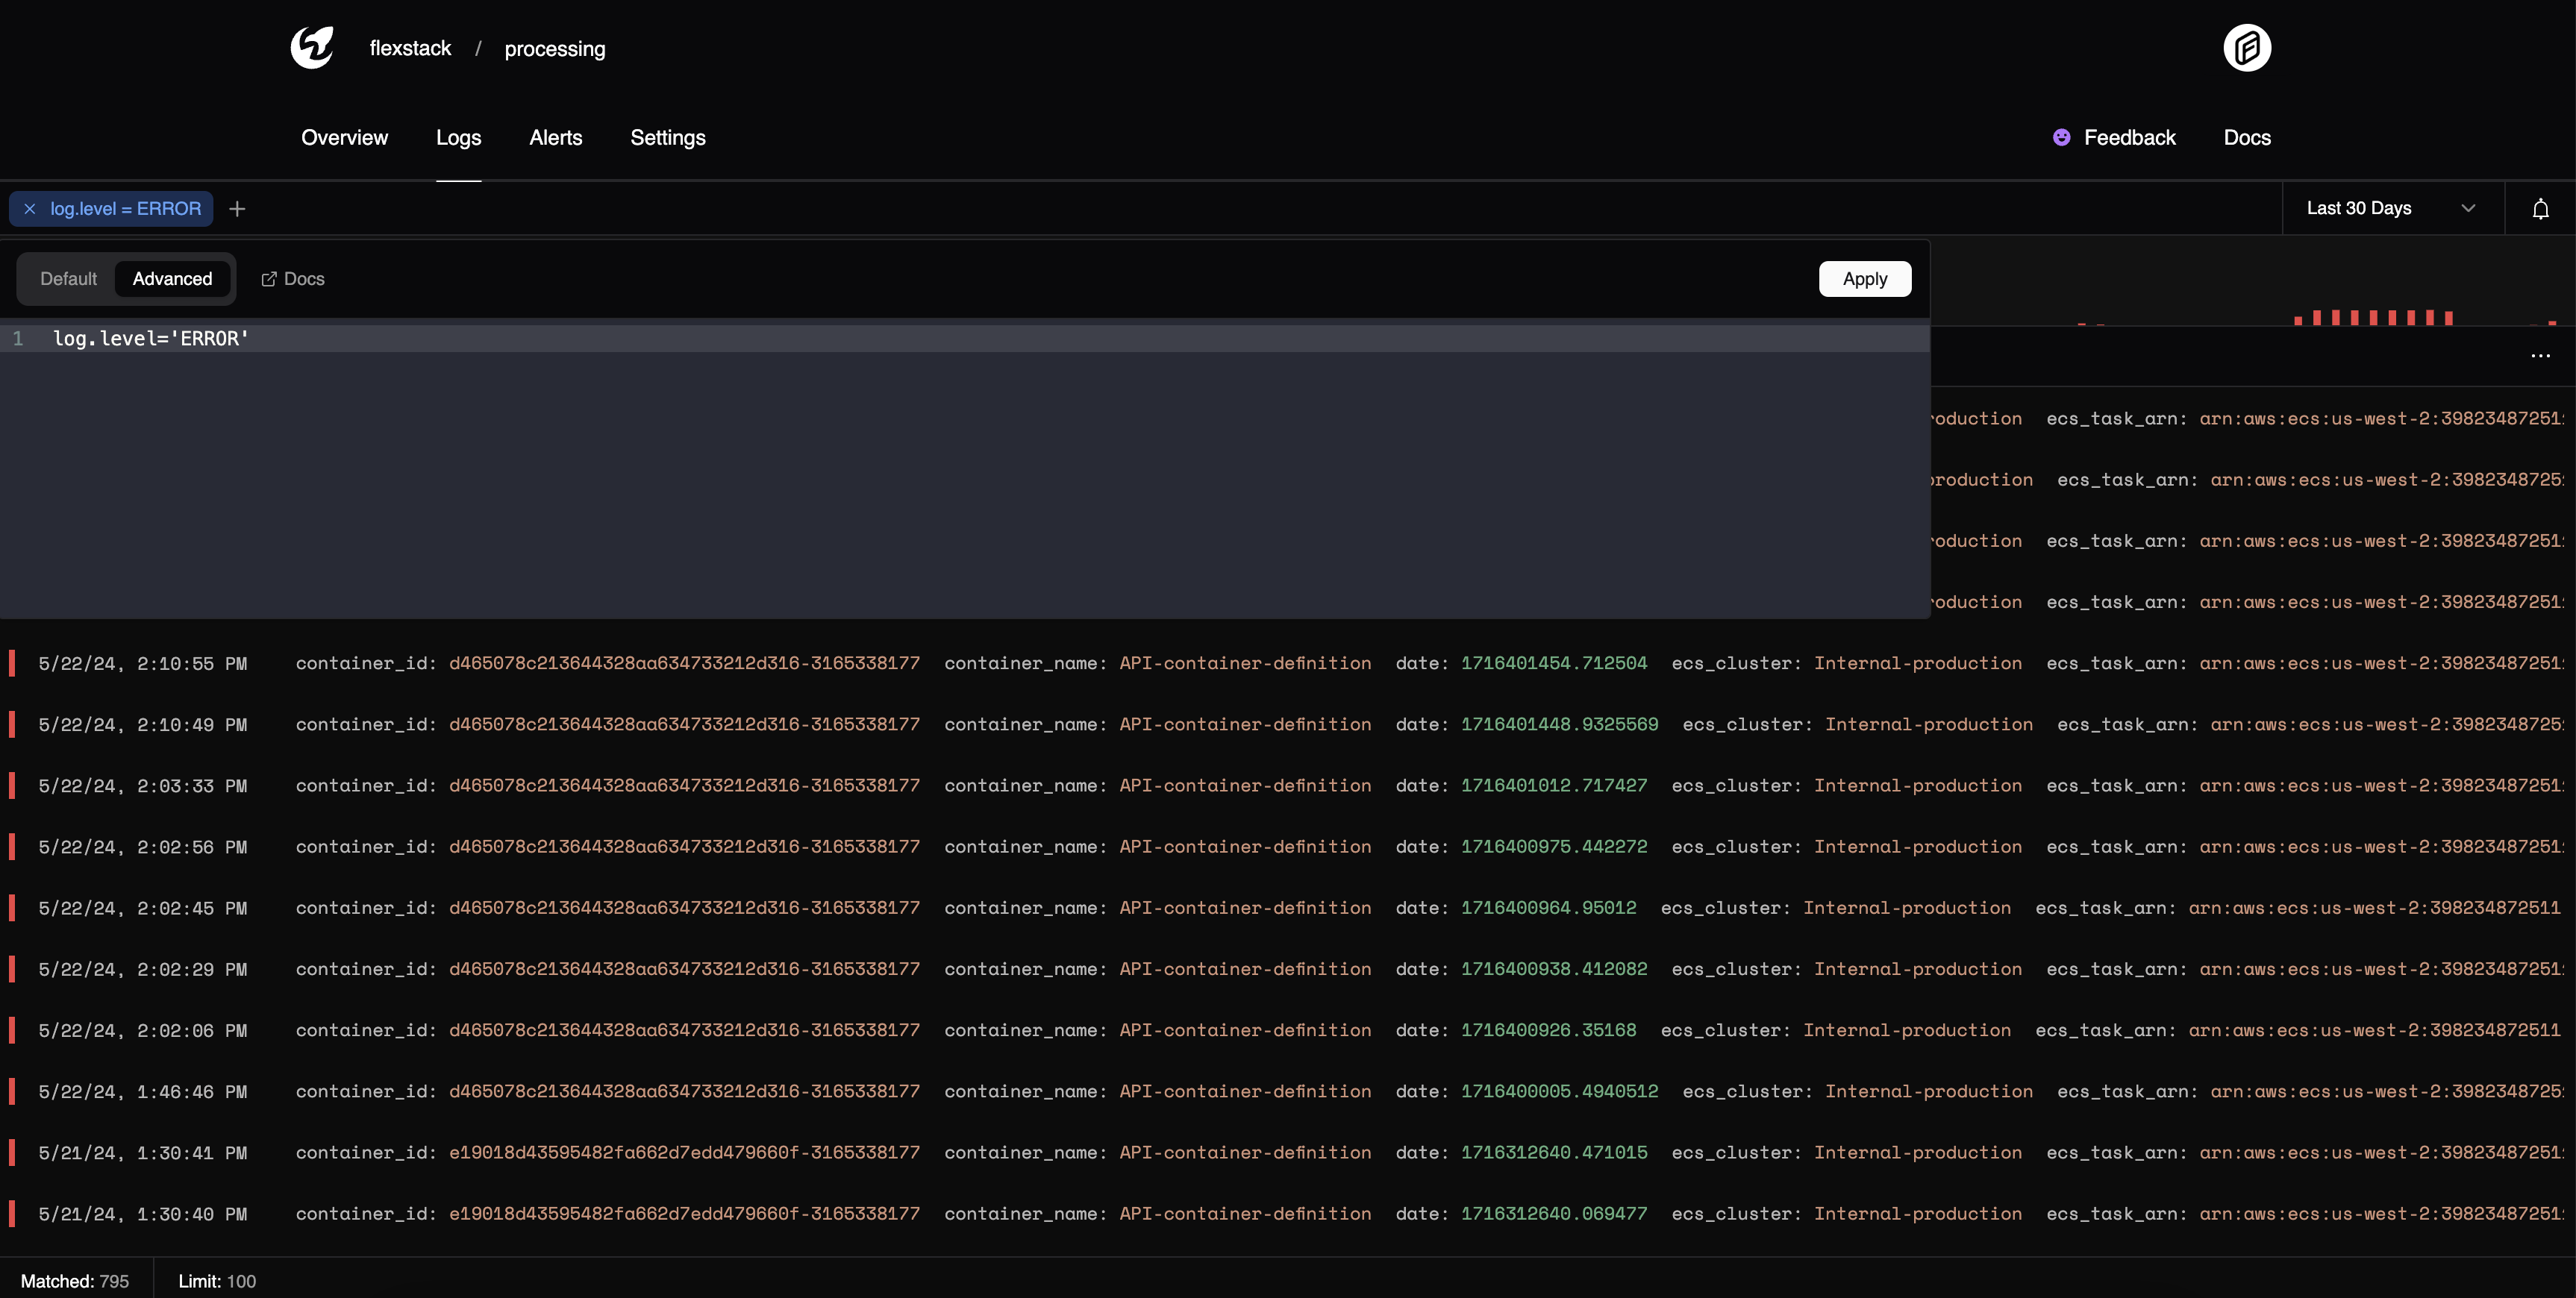 flexstack / processing
Overview Logs Alerts Settings Feedback Docs
× log.level = ERROR + Last 30 Days
Default Advanced Docs Apply
1 log.level='ERROR'
ecs_task_arn: arn:aws:ecs:us-west-2:398234872511
ecs_task_arn: arn:aws:ecs:us-west-2:39823487251
ecs_task_arn: arn:aws:ecs:us-west-2:398234872511
ecs_task_arn: arn:aws:ecs:us-west-2:398234872511
5/22/24, 2:10:55 PM container_id: d465078c213644328aa634733212d316-3165338177 container_name: API-container-definition date: 1716401454.712504 ecs_cluster: Internal-production ecs_task_arn: arn:aws:ecs:us-west-2:398234872511
5/22/24, 2:10:49 PM container_id: d465078c213644328aa634733212d316-3165338177 container_name: API-container-definition date: 1716401448.9325569 ecs_cluster: Internal-production ecs_task_arn: arn:aws:ecs:us-west-2:39823487251
5/22/24, 2:03:33 PM container_id: d465078c213644328aa634733212d316-3165338177 container_name: API-container-definition date: 1716401012.717427 ecs_cluster: Internal-production ecs_task_arn: arn:aws:ecs:us-west-2:398234872511
5/22/24, 2:02:56 PM container_id: d465078c213644328aa634733212d316-3165338177 container_name: API-container-definition date: 1716400975.442272 ecs_cluster: Internal-production ecs_task_arn: arn:aws:ecs:us-west-2:398234872511
5/22/24, 2:02:45 PM container_id: d465078c213644328aa634733212d316-3165338177 container_name: API-container-definition date: 1716400964.95012 ecs_cluster: Internal-production ecs_task_arn: arn:aws:ecs:us-west-2:398234872511
5/22/24, 2:02:29 PM container_id: d465078c213644328aa634733212d316-3165338177 container_name: API-container-definition date: 1716400938.412082 ecs_cluster: Internal-production ecs_task_arn: arn:aws:ecs:us-west-2:398234872511
5/22/24, 2:02:06 PM container_id: d465078c213644328aa634733212d316-3165338177 container_name: API-container-definition date: 1716400926.35168 ecs_cluster: Internal-production ecs_task_arn: arn:aws:ecs:us-west-2:398234872511
5/22/24, 1:46:46 PM container_id: d465078c213644328aa634733212d316-3165338177 container_name: API-container-definition date: 1716400005.4940512 ecs_cluster: Internal-production ecs_task_arn: arn:aws:ecs:us-west-2:39823487251
5/21/24, 1:30:41 PM container_id: e19018d43595482fa662d7edd479660f-3165338177 container_name: API-container-definition date: 1716312640.471015 ecs_cluster: Internal-production ecs_task_arn: arn:aws:ecs:us-west-2:398234872511
5/21/24, 1:30:40 PM container_id: e19018d43595482fa662d7edd479660f-3165338177 container_name: API-container-definition date: 1716312640.069477 ecs_cluster: Internal-production ecs_task_arn: arn:aws:ecs:us-west-2:398234872511
Matched: 795 Limit: 100